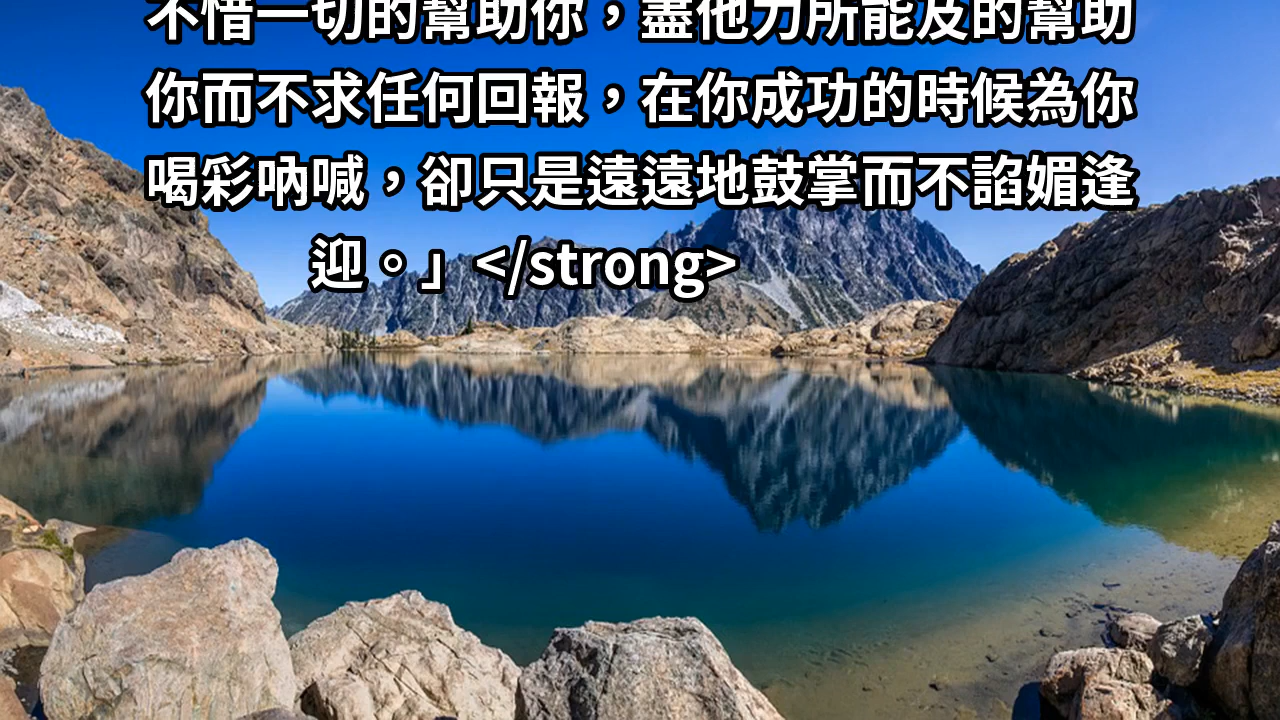 不惜一切的幫助你，盡他力所能及的幫助
你而不求任何回報，在你成功的時候為你
喝彩吶喊，卻只是遠遠地鼓掌而不諂媚逢
迎。」</strong>